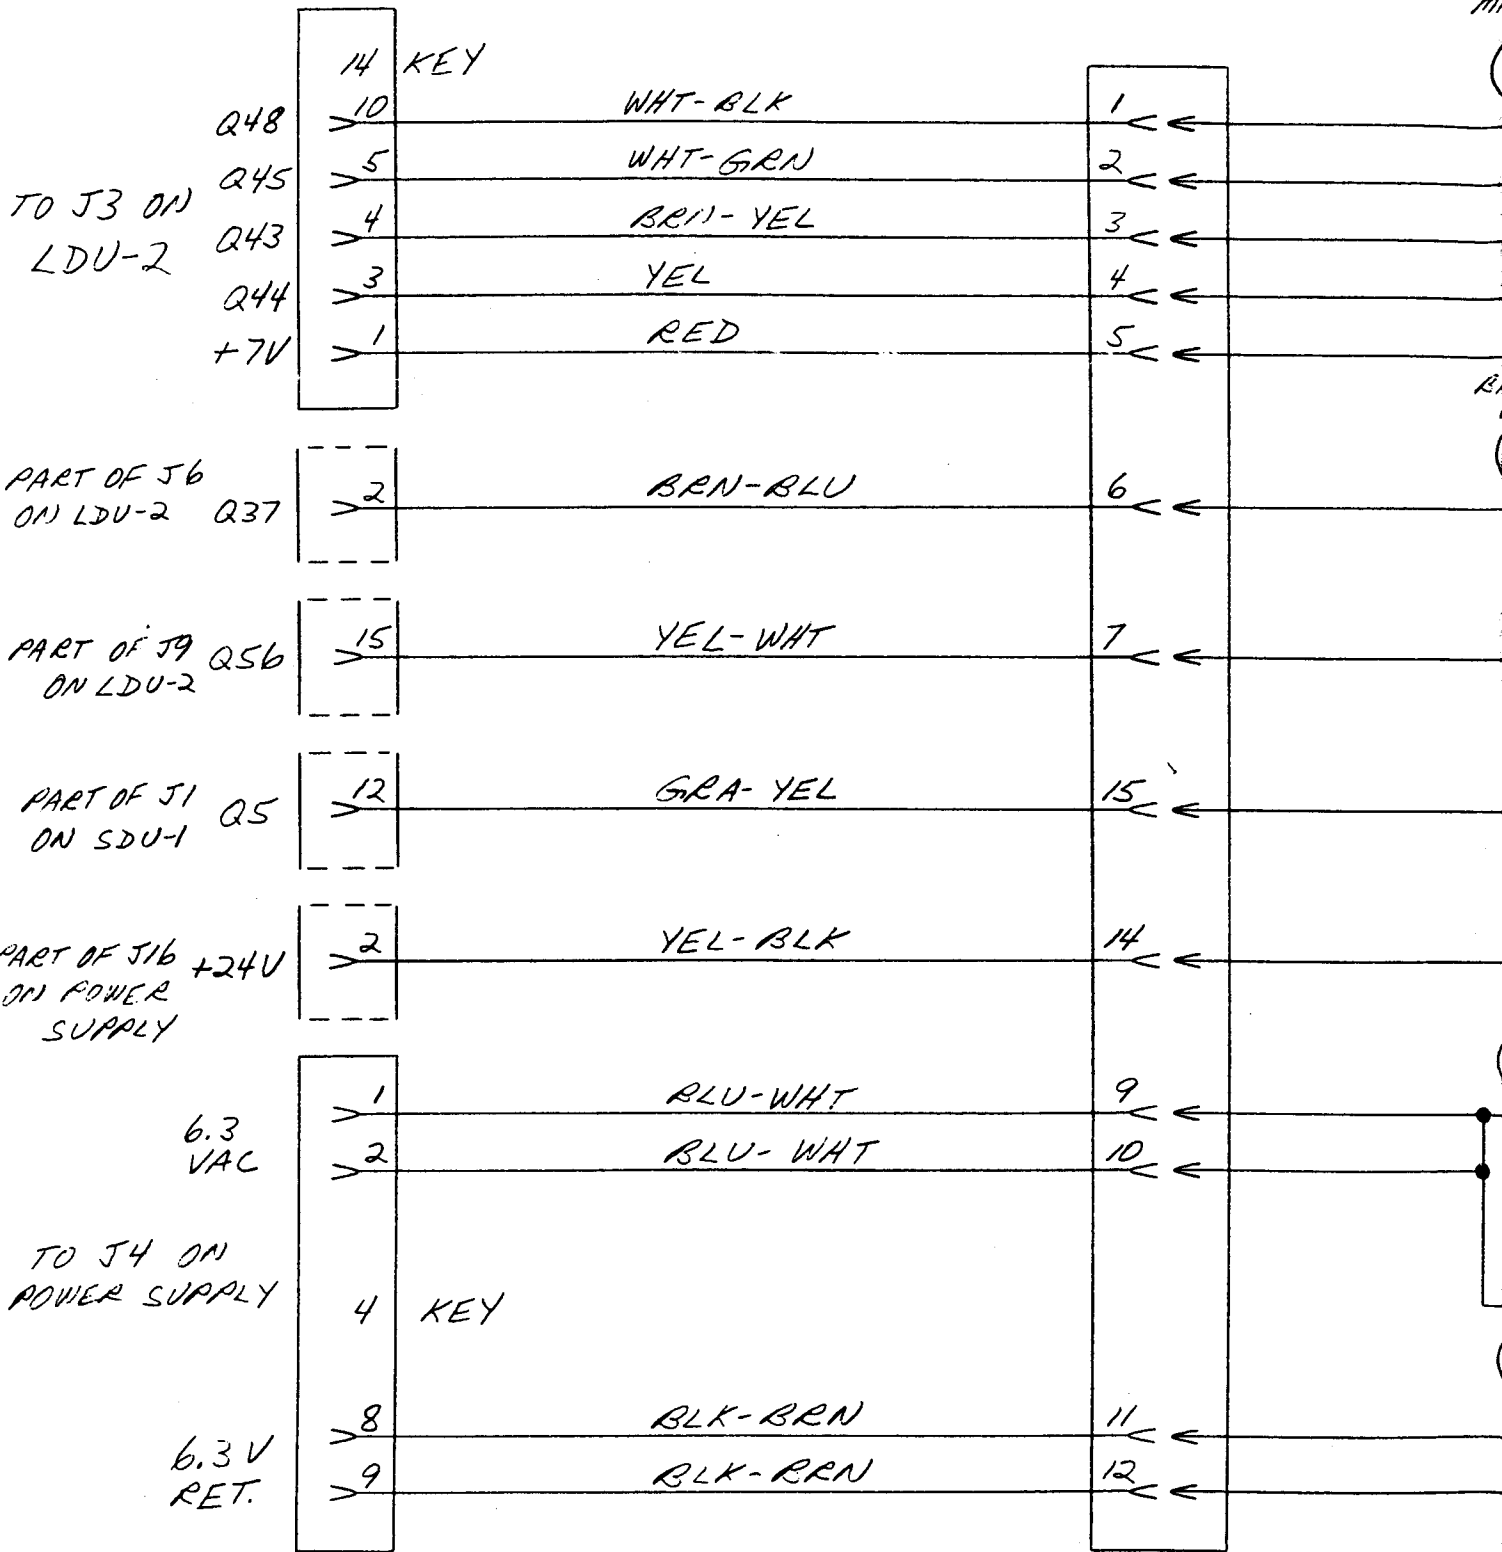 14 KEY
Q48 10 WHT-BLK 1
Q45 5 WHT-GRN 2
TO J3 ON
LDU-2
Q43 4 BRN-YEL 3
Q44 3 YEL 4
+7V 1 RED 5
PART OF J6
ON LDU-2 Q37 2 BRN-BLU 6
PART OF J9
ON LDU-2
Q56 15 YEL-WHT 7
PART OF J1
ON SDU-1
Q5 12 GRA-YEL 15
PART OF J16
ON POWER
SUPPLY
+24V 2 YEL-BLK 14
6.3
VAC
1 BLU-WHT 9
2 BLU-WHT 10
TO J4 ON
POWER SUPPLY
4 KEY
6.3V
RET.
8 BLK-BRN 11
9 BLK-BRN 12